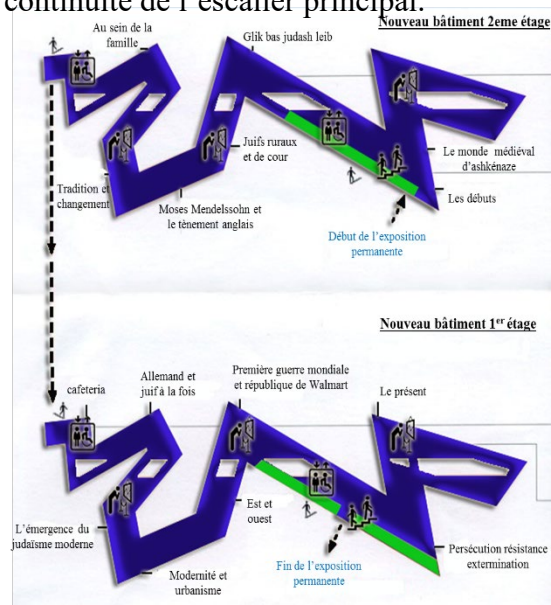 continuité de l'escalier principal.
Nouveau bâtiment 2eme étage
Au sein de la
famille
Glik bas judash leib
Juifs ruraux
et de cour
Le monde médiéval
d'ashkénaze
Tradition et
changement
Les débuts
Moses Mendelssohn et
le tènement anglais
Début de l'exposition
permanente
Nouveau bâtiment 1er étage
Première guerre mondiale
et république de Walmart
Allemand et
juif à la fois
Le présent
cafeteria
Est et
ouest
L'émergence du
judaïsme moderne
Persécution résistance
extermination
Fin de l'exposition
permanente
Modernité et
urbanisme